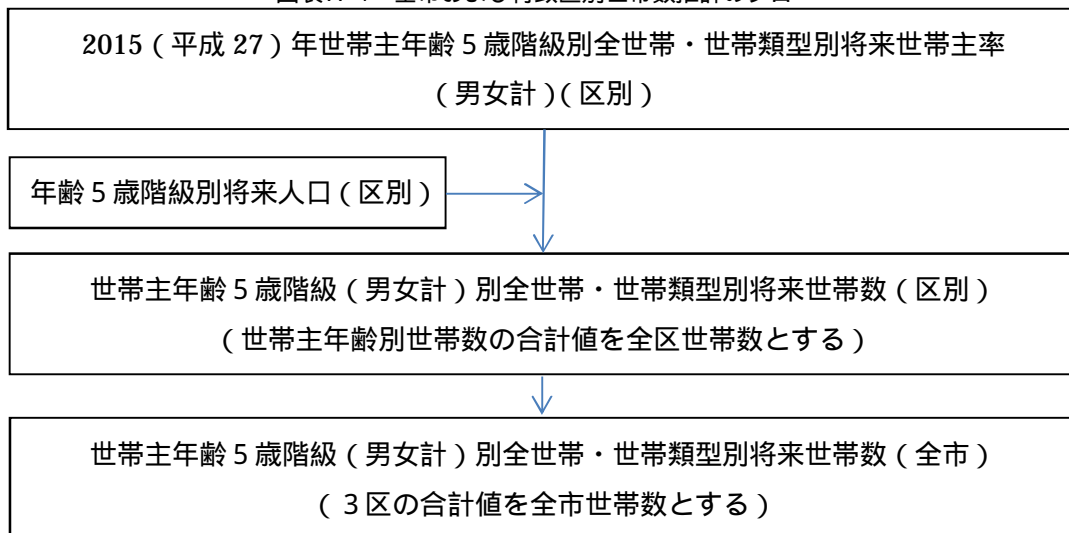 2015（平成 27）年世帯主年齢５歳階級別全世帯・世帯類型別将来世帯主率
（男女計）（区別）
年齢５歳階級別将来人口（区別）
世帯主年齢５歳階級（男女計）別全世帯・世帯類型別将来世帯数（区別）
（世帯主年齢別世帯数の合計値を全区世帯数とする）
世帯主年齢５歳階級（男女計）別全世帯・世帯類型別将来世帯数（全市）
（３区の合計値を全市世帯数とする）